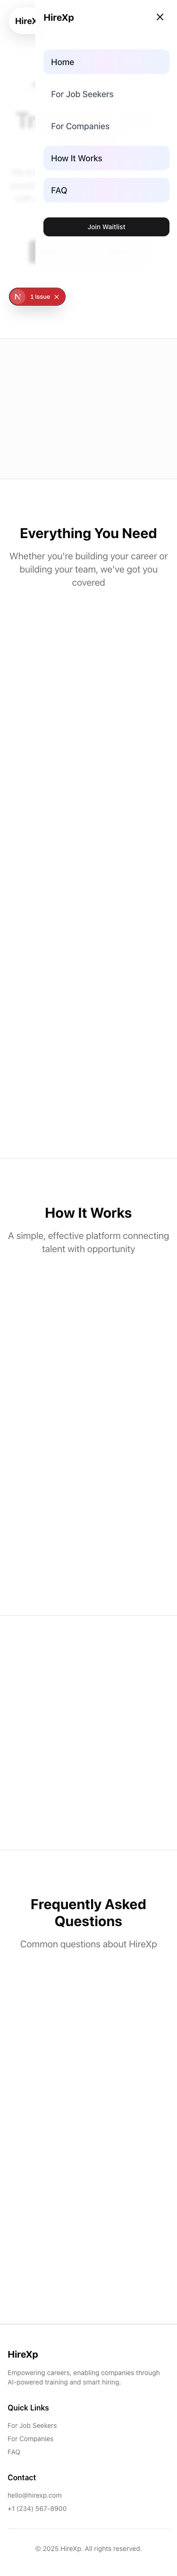 HireXp
Home
For Job Seekers
For Companies
How It Works
FAQ
Join Waitlist
1 Issue
Everything You Need
Whether you're building your career or
building your team, we've got you
covered
How It Works
A simple, effective platform connecting
talent with opportunity
Frequently Asked
Questions
Common questions about HireXp
HireXp
Empowering careers, enabling companies through
AI-powered training and smart hiring.
Quick Links
For Job Seekers
For Companies
FAQ
Contact
hello@hirexp.com
+1 (234) 567-8900
© 2025 HireXp. All rights reserved.